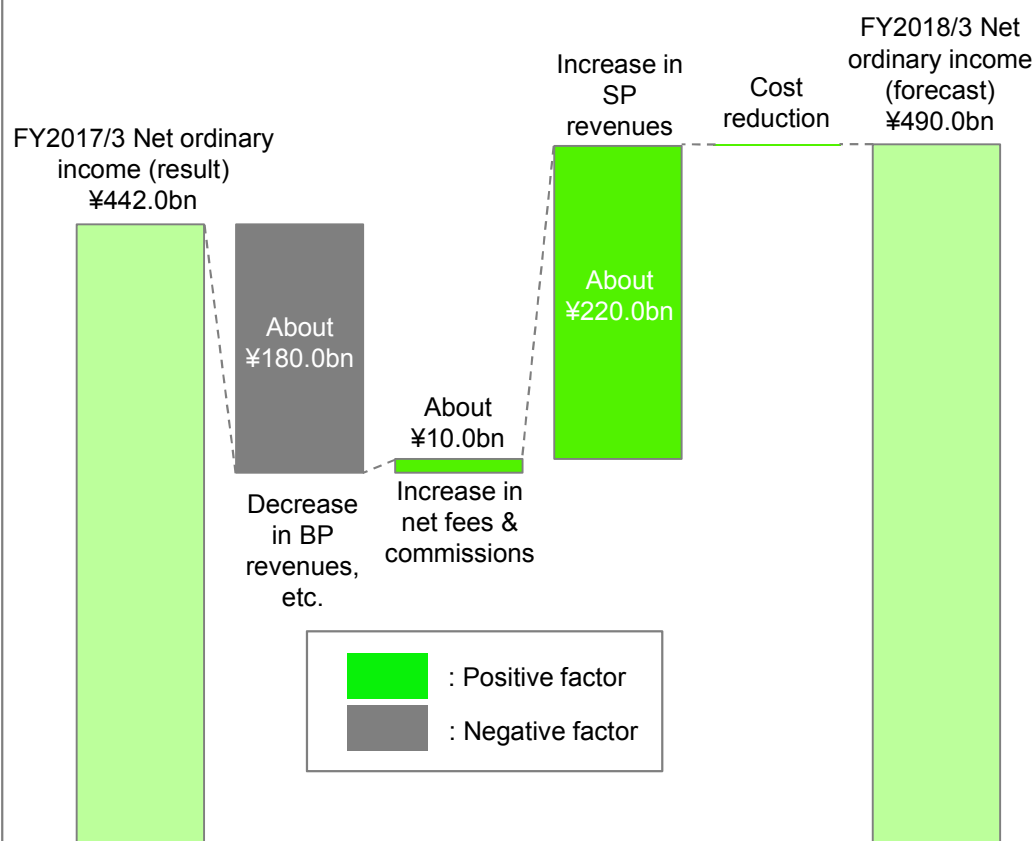 FY2017/3 Net ordinary
income (result)
¥442.0bn
About
¥180.0bn
Decrease
in BP
revenues,
etc.
About
¥10.0bn
Increase in
net fees &
commissions
Increase in
SP
revenues
About
¥220.0bn
Cost
reduction
FY2018/3 Net
ordinary income
(forecast)
¥490.0bn
: Positive factor
: Negative factor